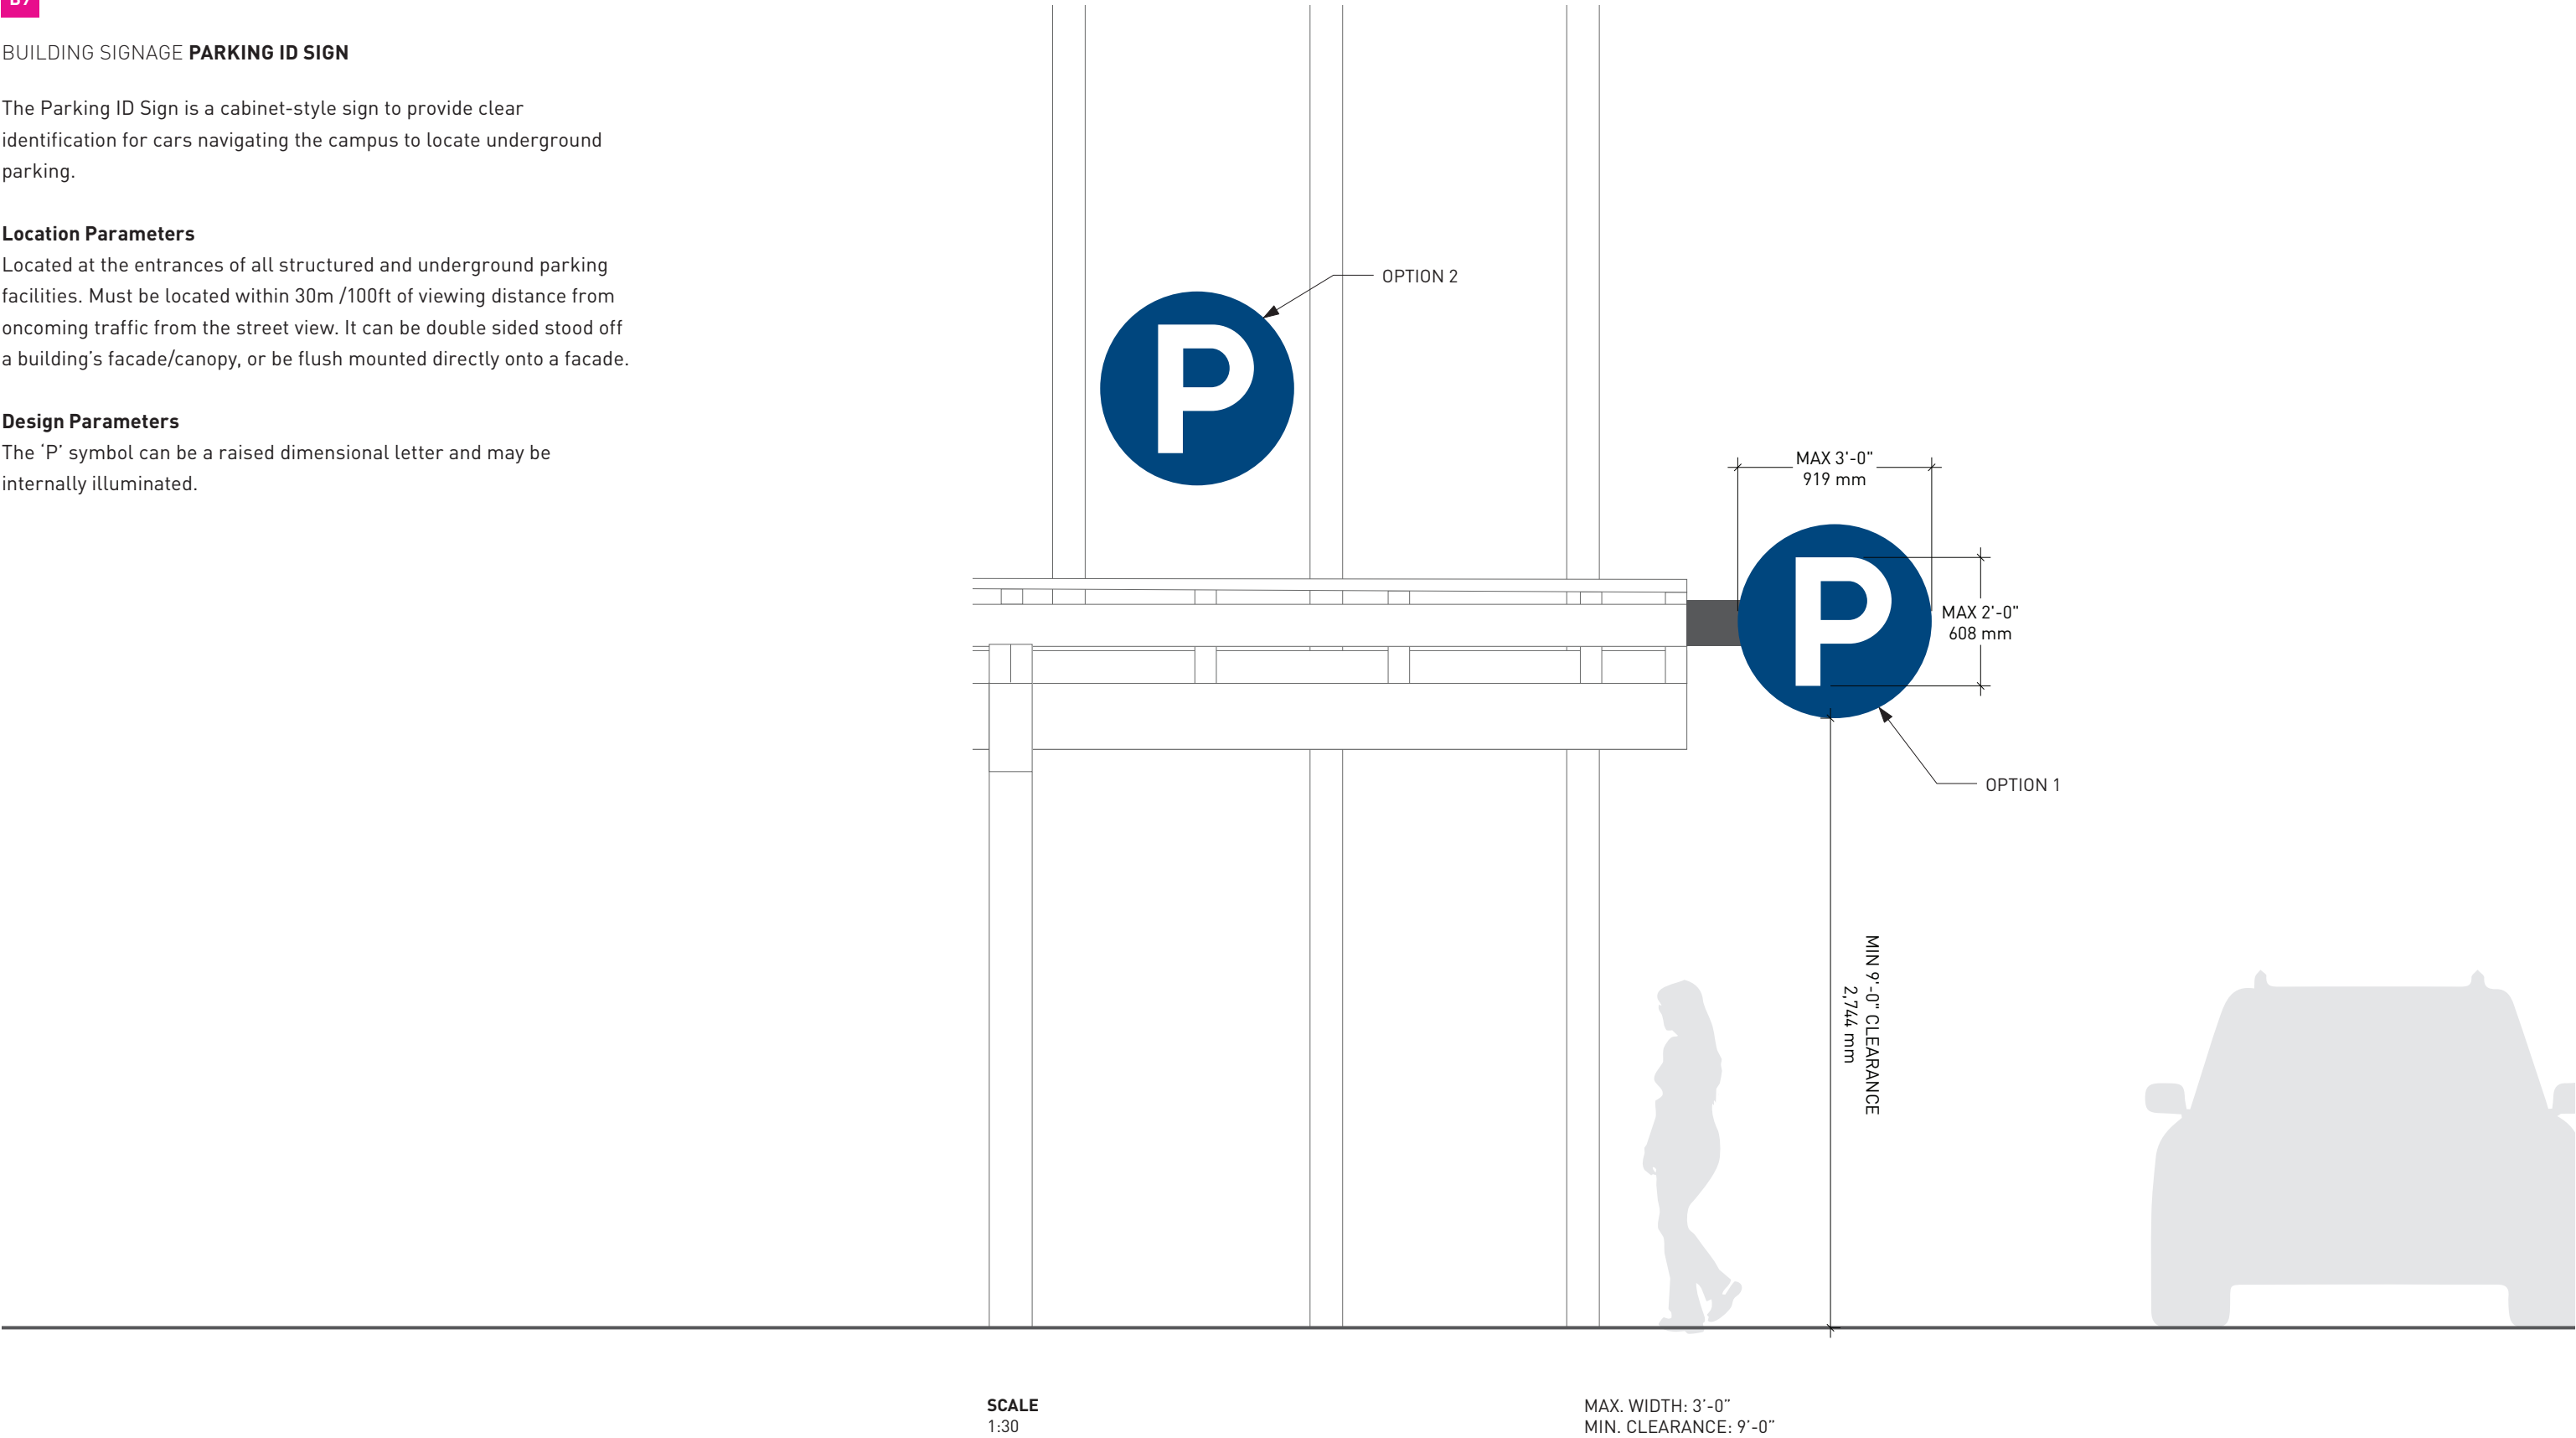 BUILDING SIGNAGE PARKING ID SIGN
The Parking ID Sign is a cabinet-style sign to provide clear
identification for cars navigating the campus to locate underground
parking.
Location Parameters
Located at the entrances of all structured and underground parking
facilities. Must be located within 30m /100ft of viewing distance from
oncoming traffic from the street view. It can be double sided stood off
a building’s facade/canopy, or be flush mounted directly onto a facade.
Design Parameters
The ‘P’ symbol can be a raised dimensional letter and may be
internally illuminated.
OPTION 2
P
MAX 3'-0"
919 mm
P
MAX 2'-0"
608 mm
OPTION 1
MIN 9'-0" CLEARANCE
2,744 mm
SCALE
1:30
MAX. WIDTH: 3’-0”
MIN. CLEARANCE: 9’-0”